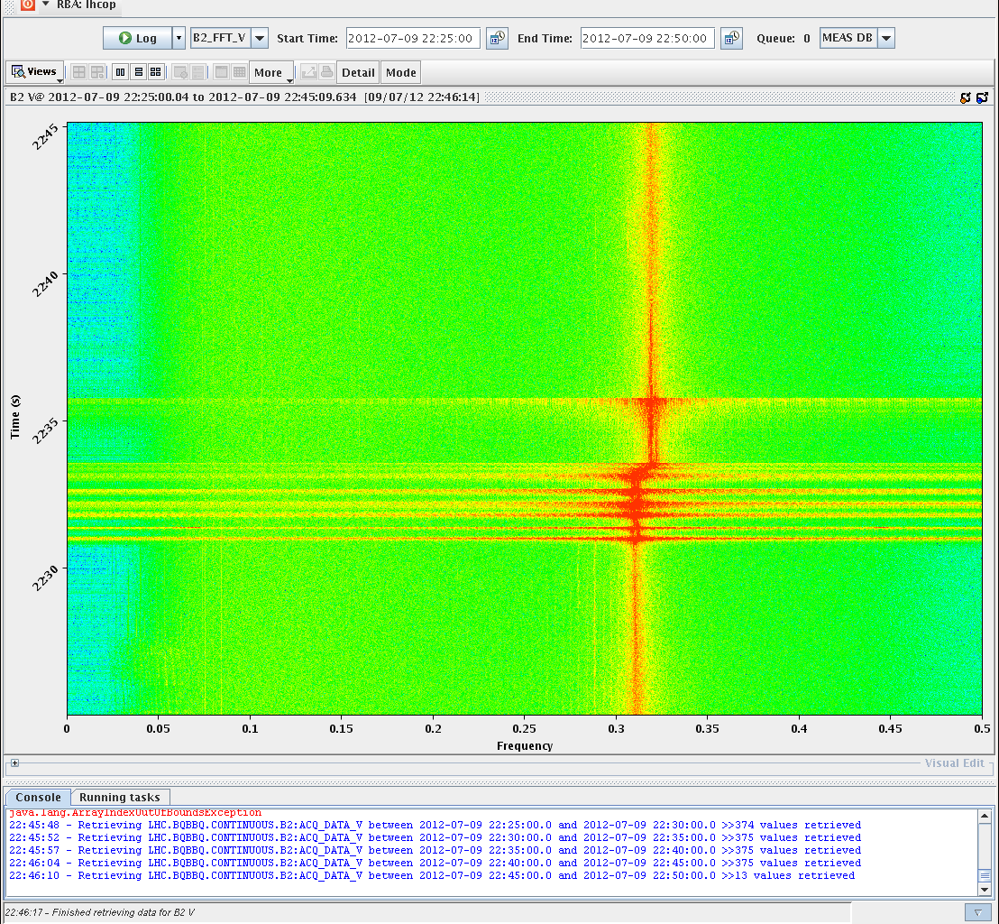 RBA: lhcop
Log B2_FFT_V Start Time: 2012-07-09 22:25:00 End Time: 2012-07-09 22:50:00 Queue: 0 MEAS DB
Views More Detail Mode
B2 V@ 2012-07-09 22:25:00.04 to 2012-07-09 22:45:09.634 [09/07/12 22:46:14]
22:45
22:40
22:35
22:30
Time (s)
0 0.05 0.1 0.15 0.2 0.25 0.3 0.35 0.4 0.45 0.5
Frequency
Visual Edit
Console Running tasks
java.lang.ArrayIndexOutOfBoundsException
22:45:48 - Retrieving LHC.BQBBQ.CONTINUOUS.B2:ACQ_DATA_V between 2012-07-09 22:25:00.0 and 2012-07-09 22:30:00.0 >>374 values retrieved
22:45:52 - Retrieving LHC.BQBBQ.CONTINUOUS.B2:ACQ_DATA_V between 2012-07-09 22:30:00.0 and 2012-07-09 22:35:00.0 >>375 values retrieved
22:45:57 - Retrieving LHC.BQBBQ.CONTINUOUS.B2:ACQ_DATA_V between 2012-07-09 22:35:00.0 and 2012-07-09 22:40:00.0 >>375 values retrieved
22:46:04 - Retrieving LHC.BQBBQ.CONTINUOUS.B2:ACQ_DATA_V between 2012-07-09 22:40:00.0 and 2012-07-09 22:45:00.0 >>375 values retrieved
22:46:10 - Retrieving LHC.BQBBQ.CONTINUOUS.B2:ACQ_DATA_V between 2012-07-09 22:45:00.0 and 2012-07-09 22:50:00.0 >>13 values retrieved
22:46:17 - Finished retrieving data for B2 V